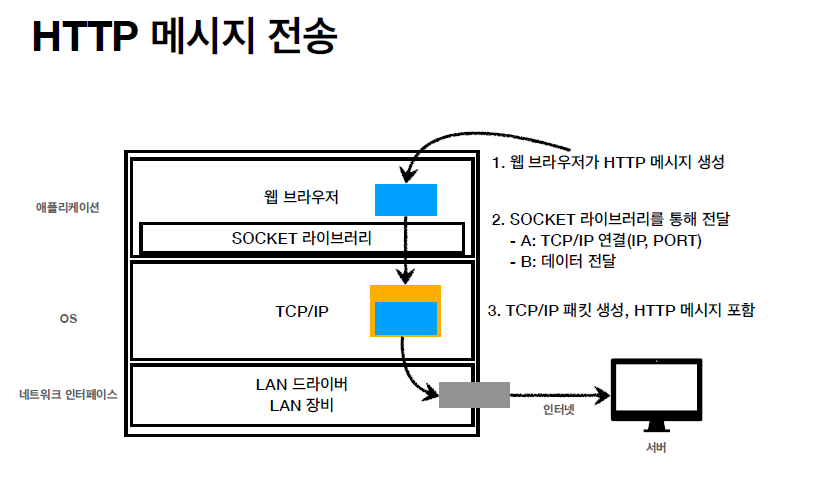 HTTP 메시지 전송
1. 웹 브라우저가 HTTP 메시지 생성
애플리케이션
웹 브라우저
SOCKET 라이브러리
2. SOCKET 라이브러리를 통해 전달
- A: TCP/IP 연결(IP, PORT)
- B: 데이터 전달
OS
TCP/IP
3. TCP/IP 패킷 생성, HTTP 메시지 포함
네트워크 인터페이스
LAN 드라이버
LAN 장비
인터넷
서버